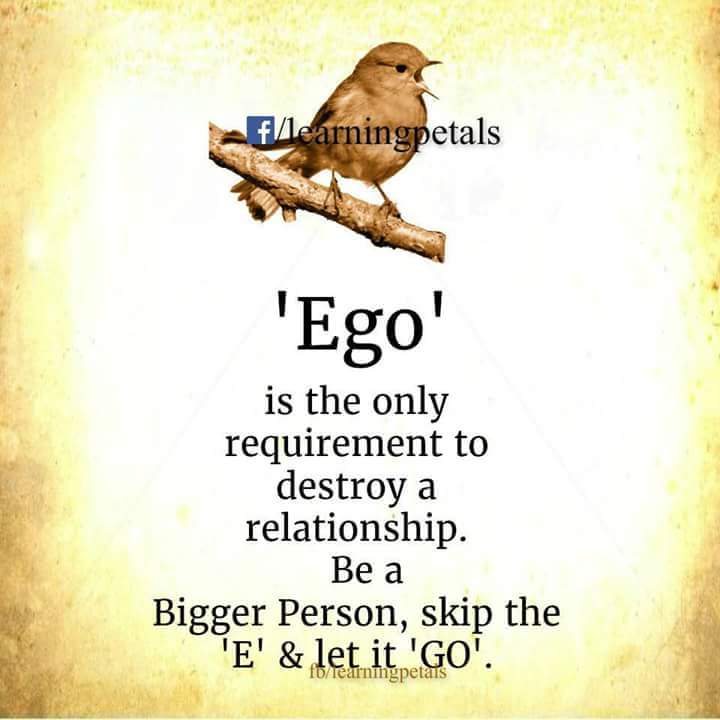 f/learningpetals
'Ego'
is the only
requirement to
destroy a
relationship.
Be a
Bigger Person, skip the
'E' & let it 'GO'.
fb/learningpetals